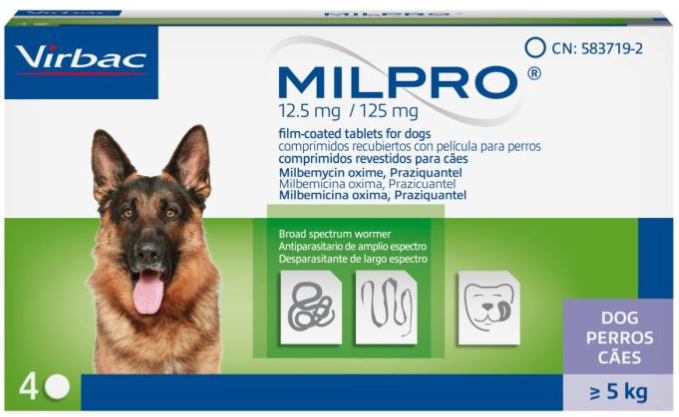 4
MILPRO
Virbac
CN: 583719-2
MILPRO®
12.5 mg / 125 mg
film-coated tablets for dogs
comprimidos recubiertos con película para perros
comprimidos revestidos para cães
Milbemycin oxime, Praziquantel
Milbemicina oxima, Prazicuantel
Milbemicina oxima, Praziquantel
Broad spectrum wormer
Antiparasitario de amplio espectro
Desparasitante de largo espectro
DOG
PERROS
CÃES
≥ 5 kg
4